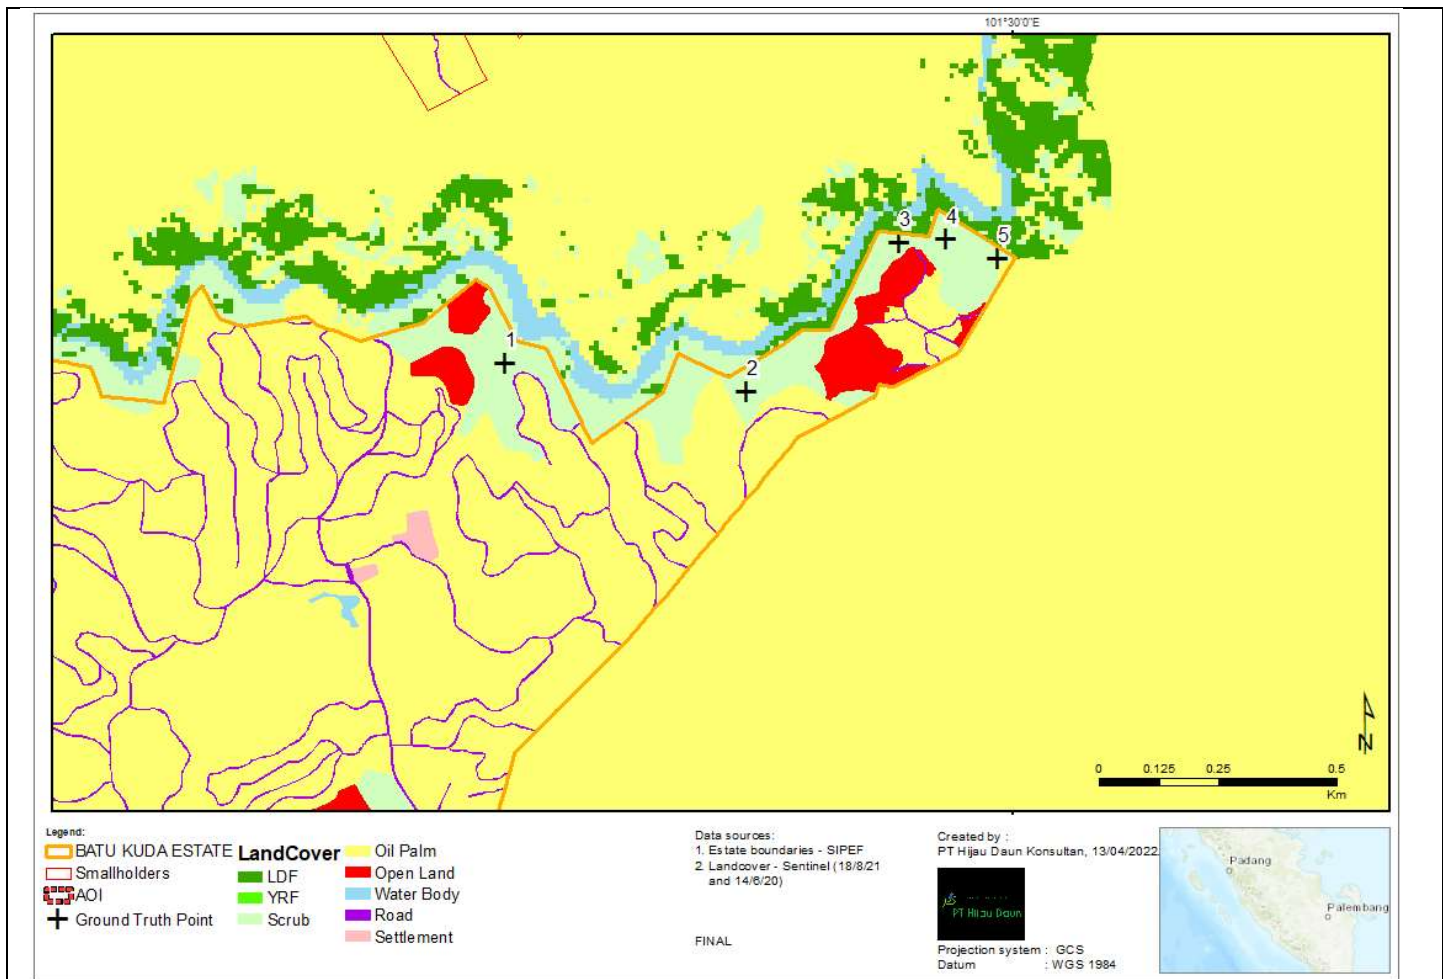 101°30'0"E
3
4
5
1
2
N
0 0.125 0.25 0.5
Km
Legend:
BATU KUDA ESTATE
Smallholders
AOI
Ground Truth Point
LandCover
LDF
YRF
Scrub
Oil Palm
Open Land
Water Body
Road
Settlement
Data sources:
1. Estate boundaries - SIPEF
2. Landcover - Sentinel (18/8/21
and 14/6/20)
FINAL
Created by :
PT Hijau Daun Konsultan, 13/04/2022
PT Hijau Daun
Projection system : GCS
Datum : WGS 1984
Padang
Palembang